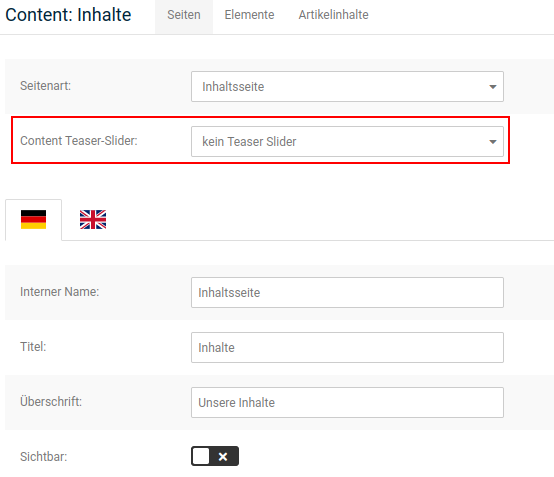 Content: Inhalte Seiten Elemente Artikelinhalte
Seitenart: Inhaltsseite
Content Teaser-Slider: kein Teaser Slider
Interner Name: Inhaltsseite
Titel: Inhalte
Überschrift: Unsere Inhalte
Sichtbar: